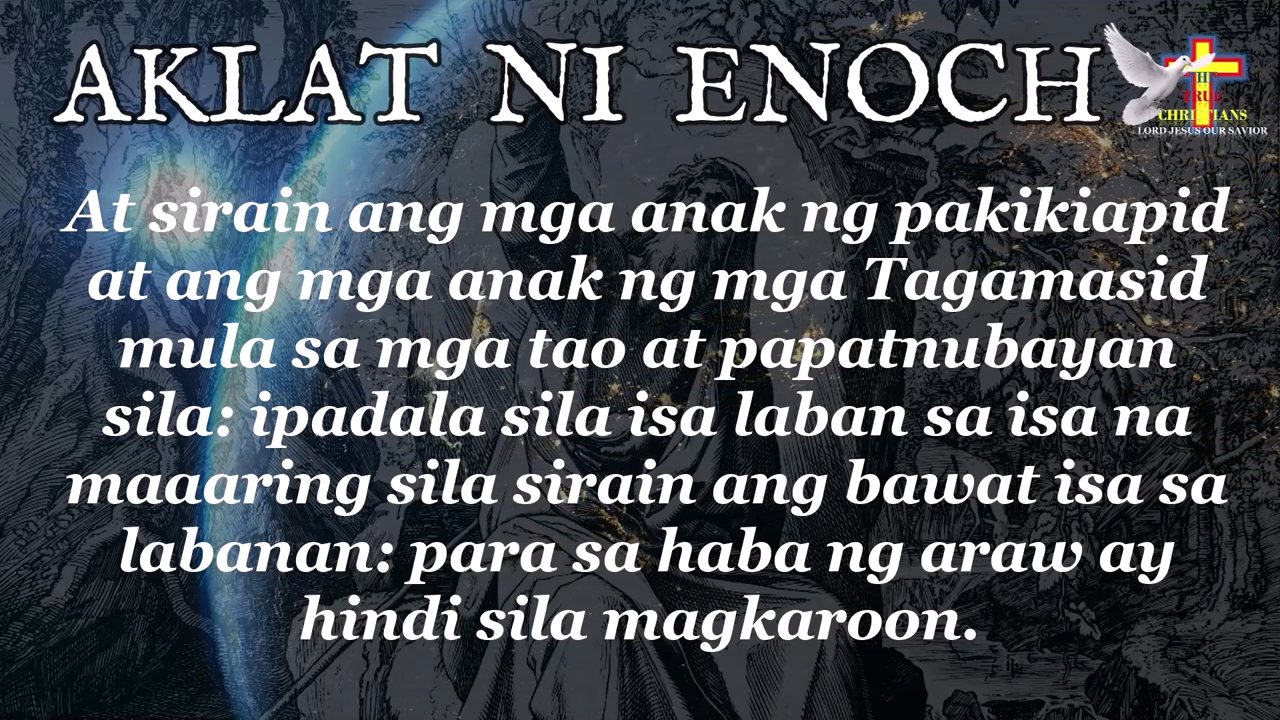 AKLAT NI ENOCH
TRUE
CHRISTIANS
LORD JESUS OUR SAVIOR
At sirain ang mga anak ng pakikiapid
at ang mga anak ng mga Tagamasid
mula sa mga tao at papatnubayan
sila: ipadala sila isa laban sa isa na
maaaring sila sirain ang bawat isa sa
labanan: para sa haba ng araw ay
hindi sila magkaroon.